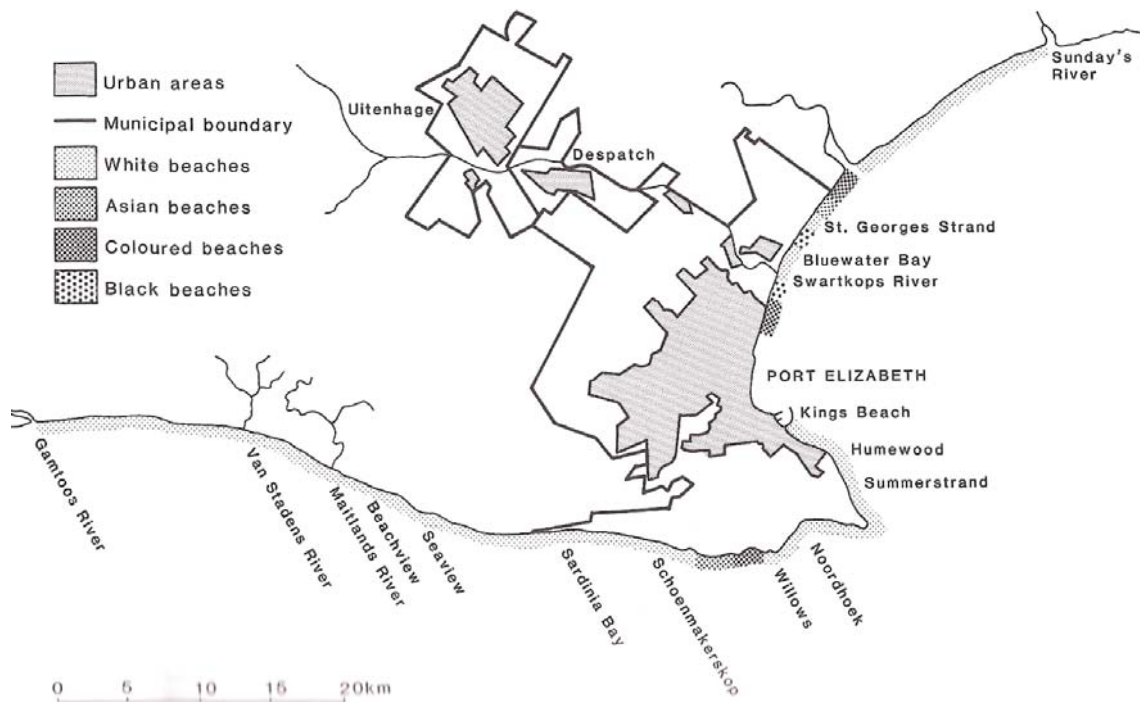 Urban areas
Municipal boundary
White beaches
Asian beaches
Coloured beaches
Black beaches
Uitenhage
Despatch
Sunday's
River
St. Georges Strand
Bluewater Bay
Swartkops River
PORT ELIZABETH
Kings Beach
Humewood
Summerstrand
Gamtoos River
Van Stadens River
Maitlands River
Beachview
Seaview
Sardinia Bay
Schoenmakerskop
Willows
Noordhoek
0 5 10 15 20km